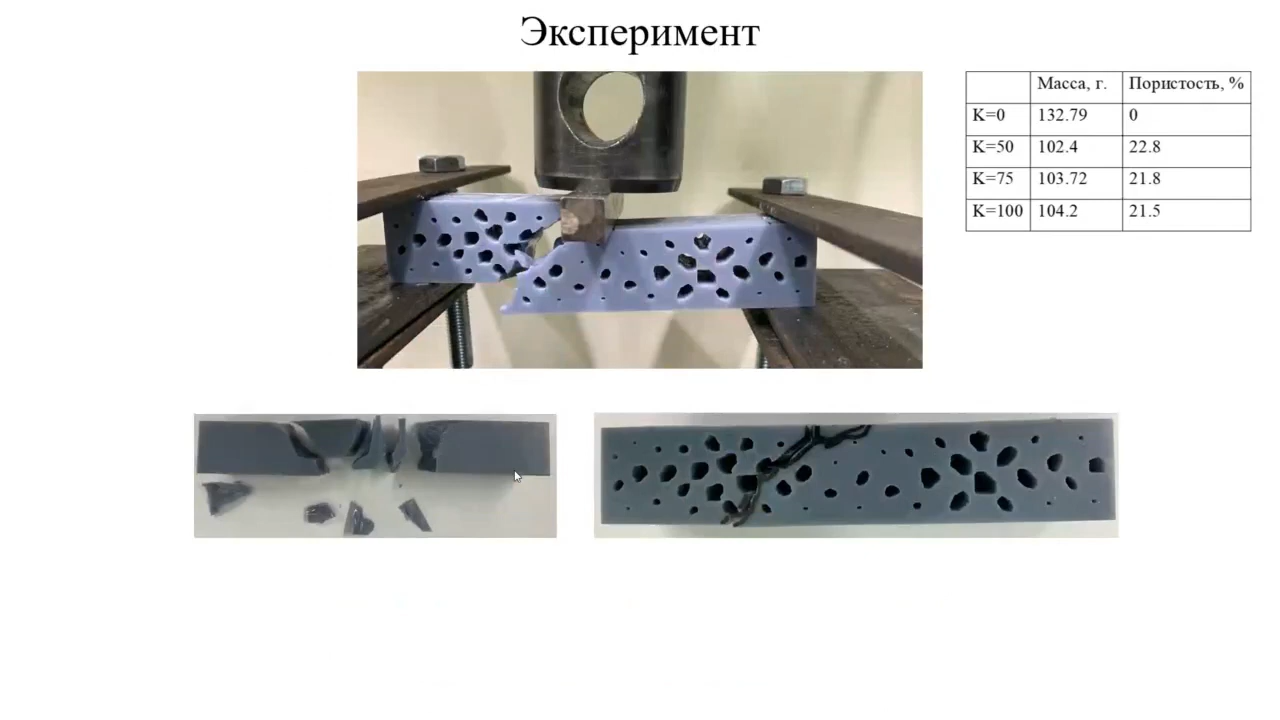 Эксперимент
Масса, г. Пористость, %
K=0 132.79 0
K=50 102.4 22.8
K=75 103.72 21.8
K=100 104.2 21.5